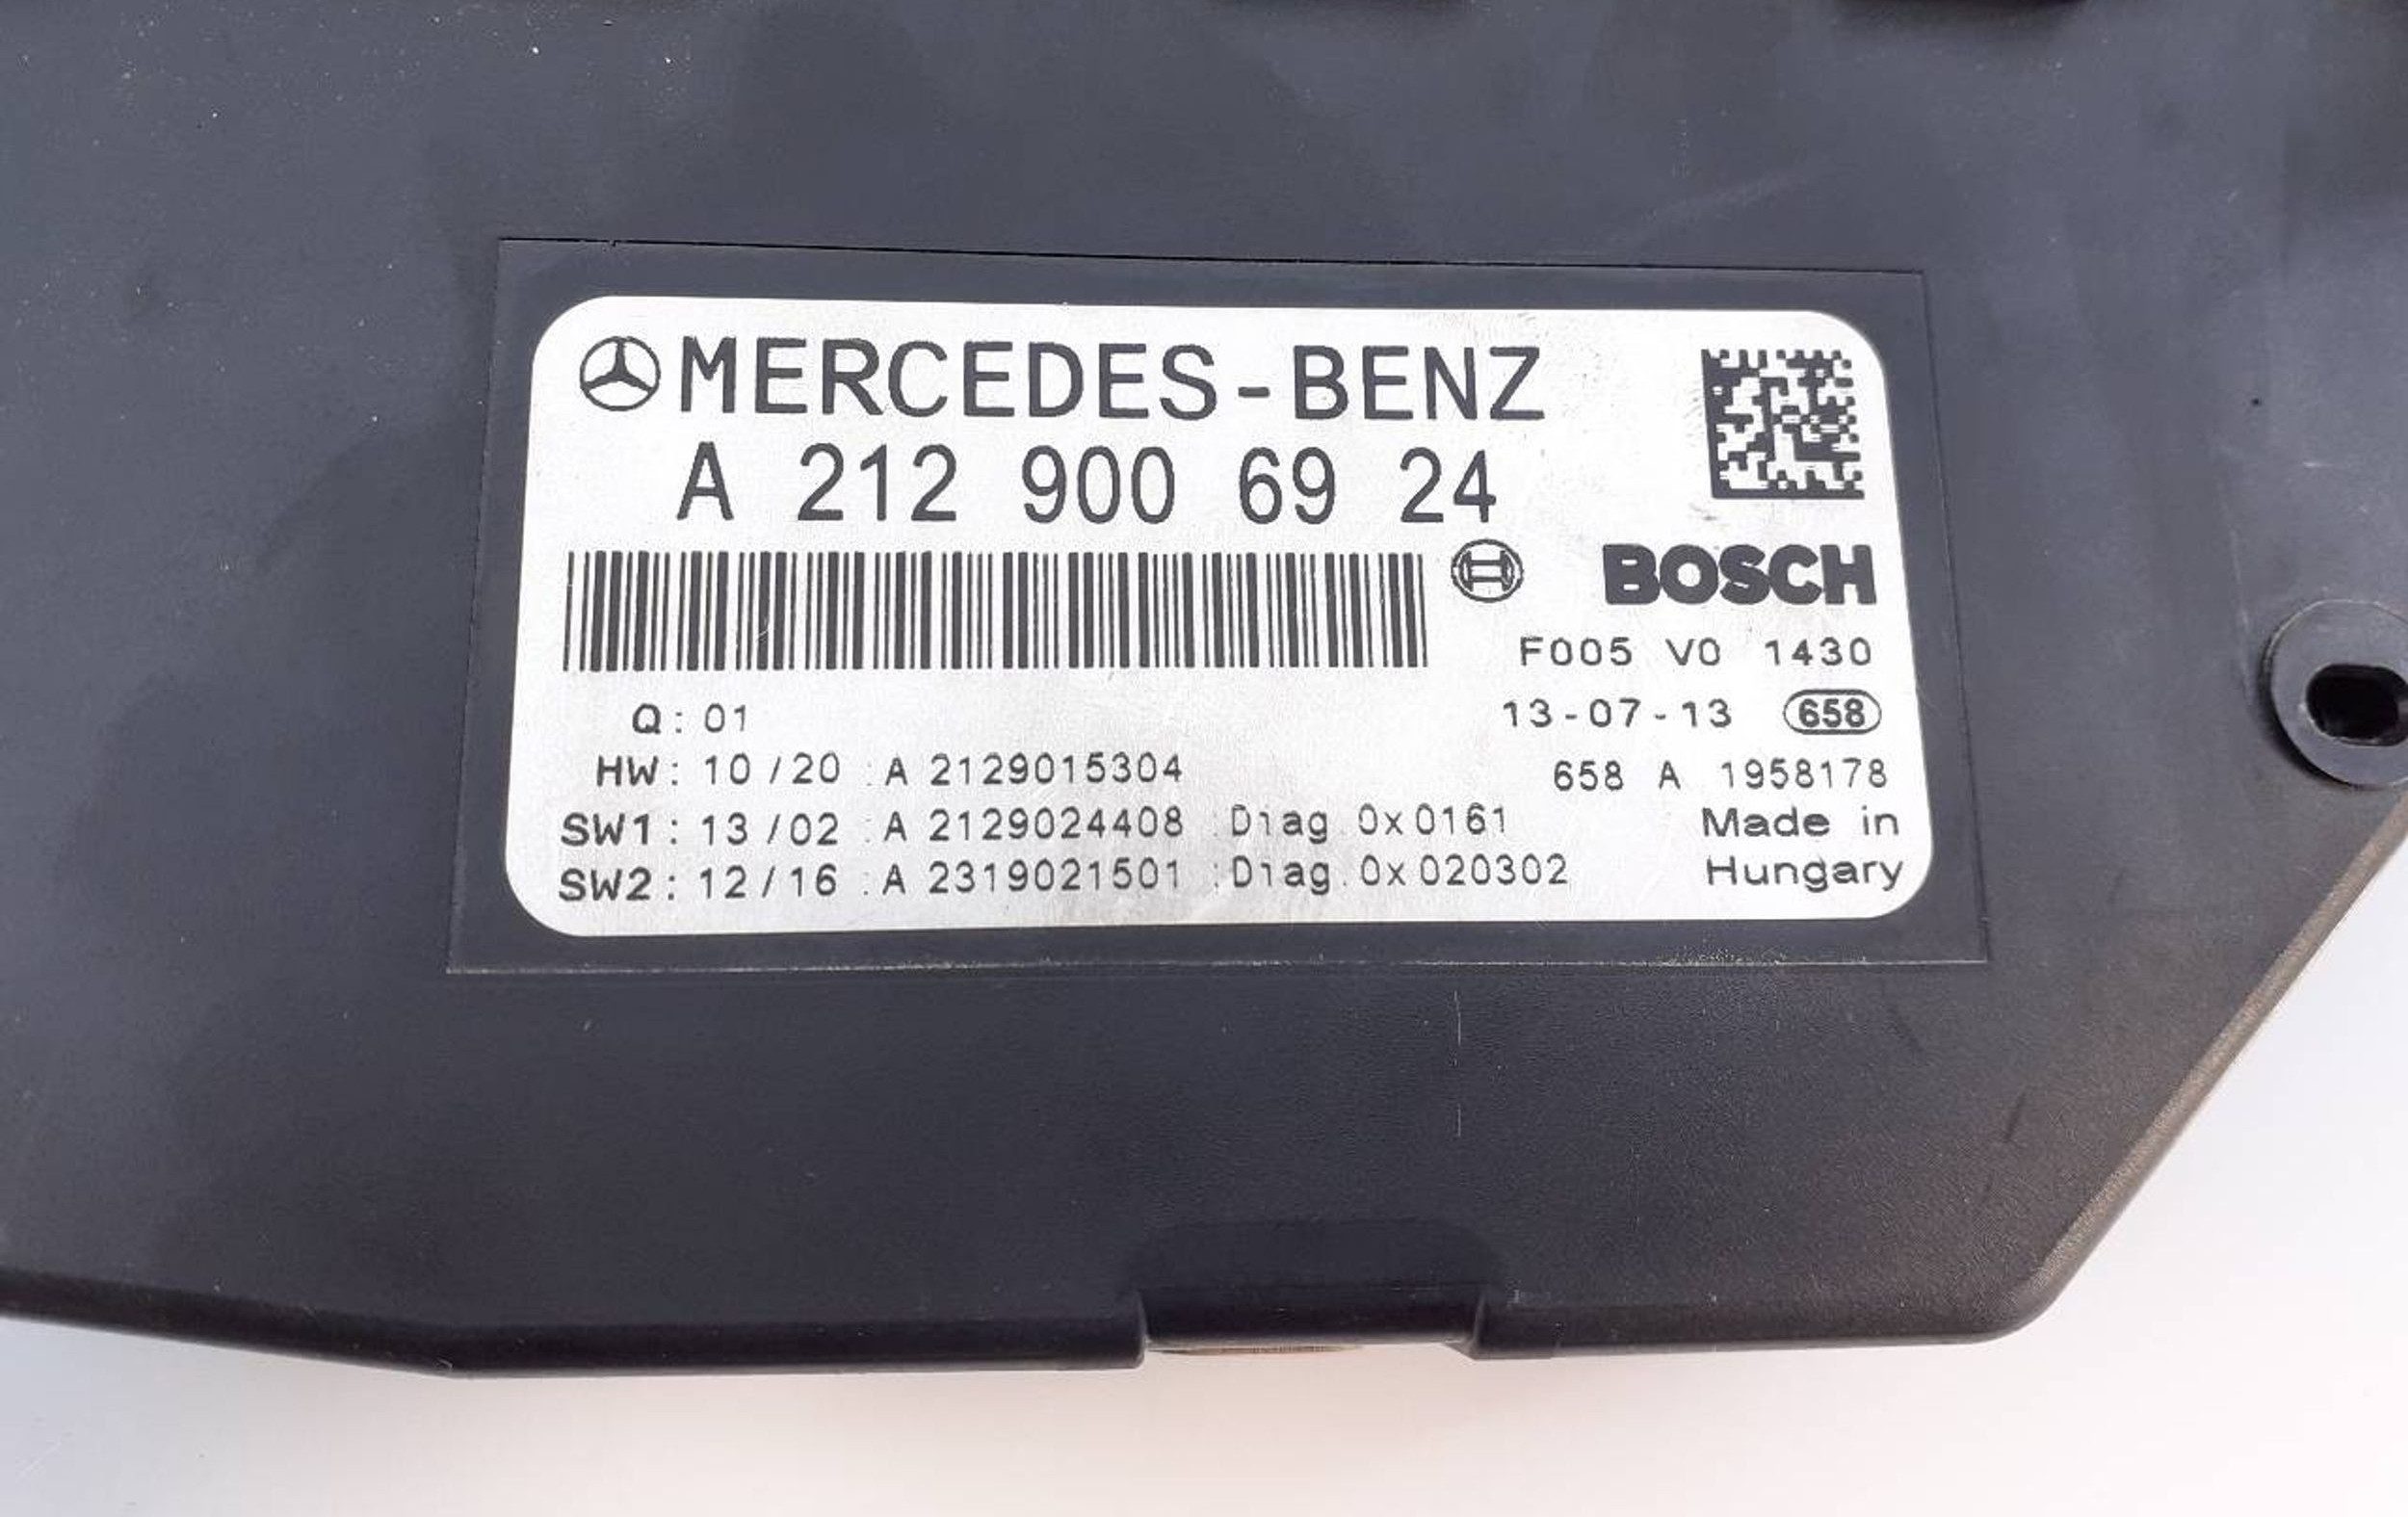 MERCEDES-BENZ
A 212 900 69 24
BOSCH
F005 V0 1430
Q: 01
13-07-13 658
HW: 10/20 :A 2129015304
658 A 1958178
SW1: 13/02 :A 2129024408 :Diag.0x0161
Made in
SW2: 12/16 :A 2319021501 :Diag.0x020302
Hungary